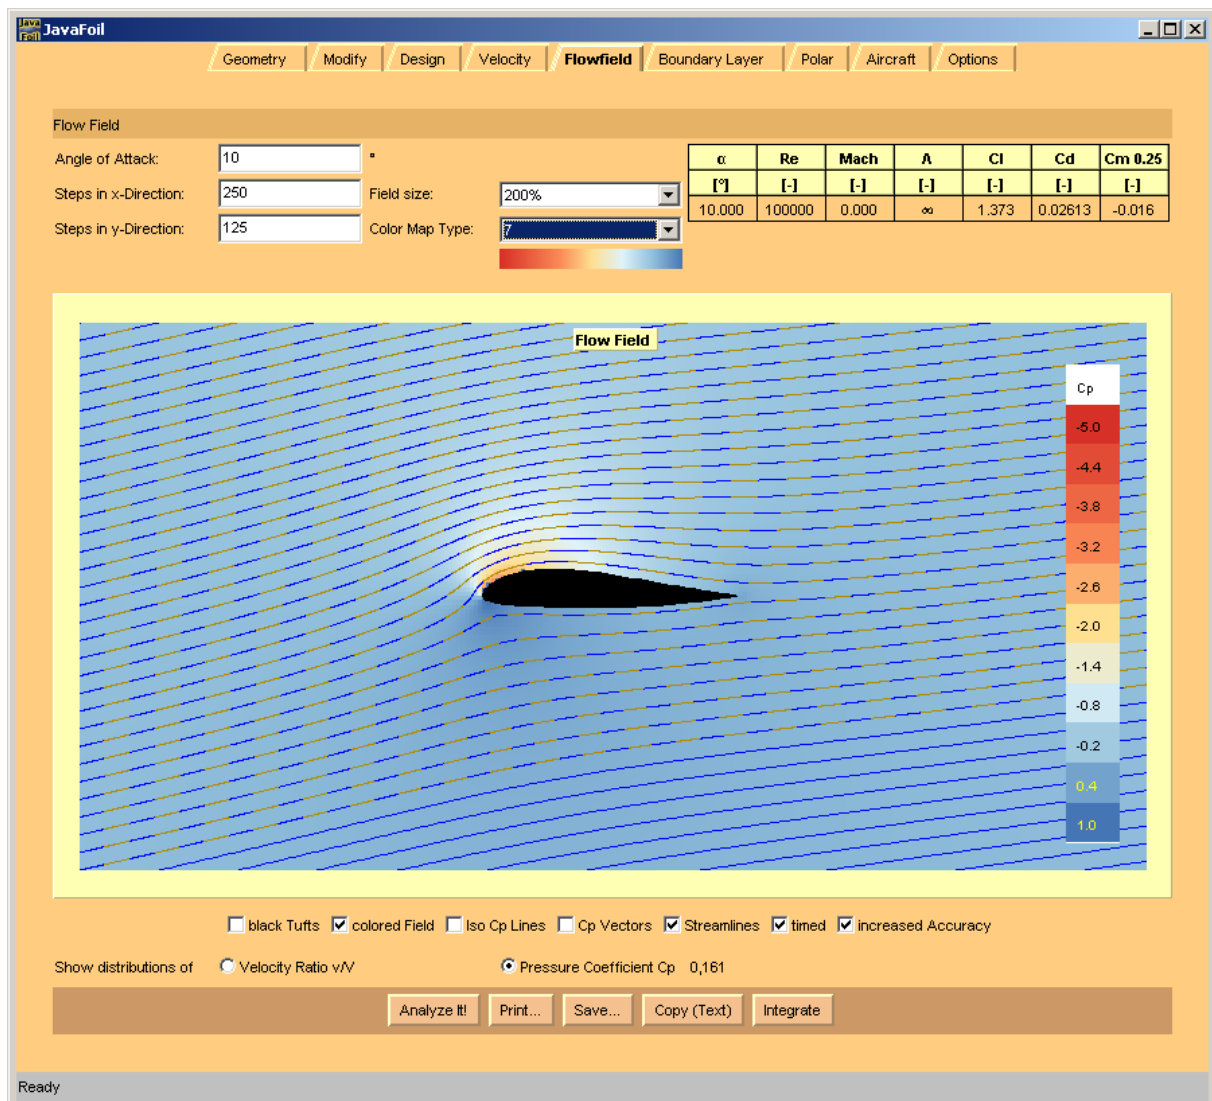 Java
Foil JavaFoil
Geometry Modify Design Velocity Flowfield Boundary Layer Polar Aircraft Options
Flow Field
Angle of Attack: 10 °
Steps in x-Direction: 250 Field size: 200%
Steps in y-Direction: 125 Color Map Type: 7
α Re Mach Λ Cl Cd Cm 0.25
[°] [-] [-] [-] [-] [-] [-]
10.000 100000 0.000 ∞ 1.373 0.02613 -0.016
Flow Field
Cp
-5.0
-4.4
-3.8
-3.2
-2.6
-2.0
-1.4
-0.8
-0.2
0.4
1.0
black Tufts colored Field Iso Cp Lines Cp Vectors Streamlines timed increased Accuracy
Show distributions of Velocity Ratio v/V Pressure Coefficient Cp 0,161
Analyze It! Print... Save... Copy (Text) Integrate
Ready